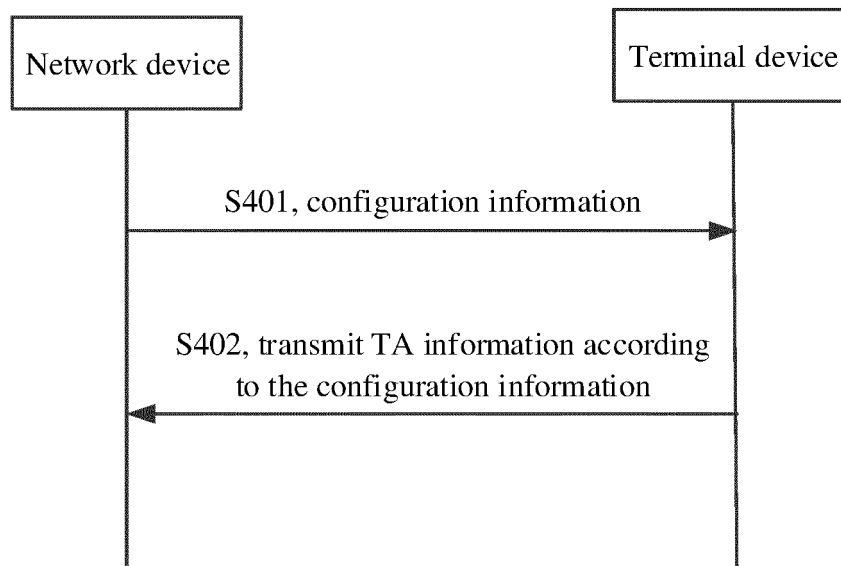 Network device
Terminal device
S401, configuration information
S402, transmit TA information according
to the configuration information